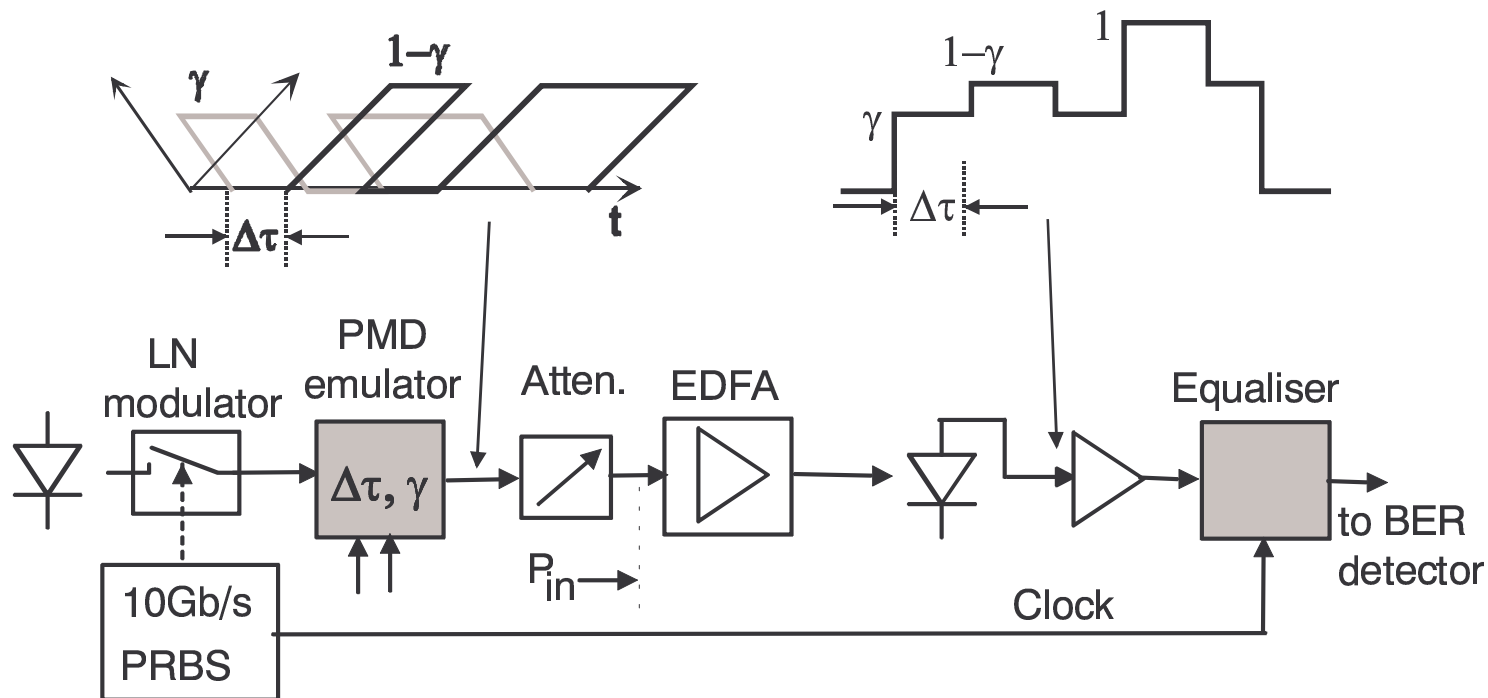 γ
1–γ
Δτ
t
1
1–γ
γ
Δτ
LN
modulator
PMD
emulator
Δτ, γ
Atten.
EDFA
Equaliser
Pin
10Gb/s
PRBS
Clock
to BER
detector